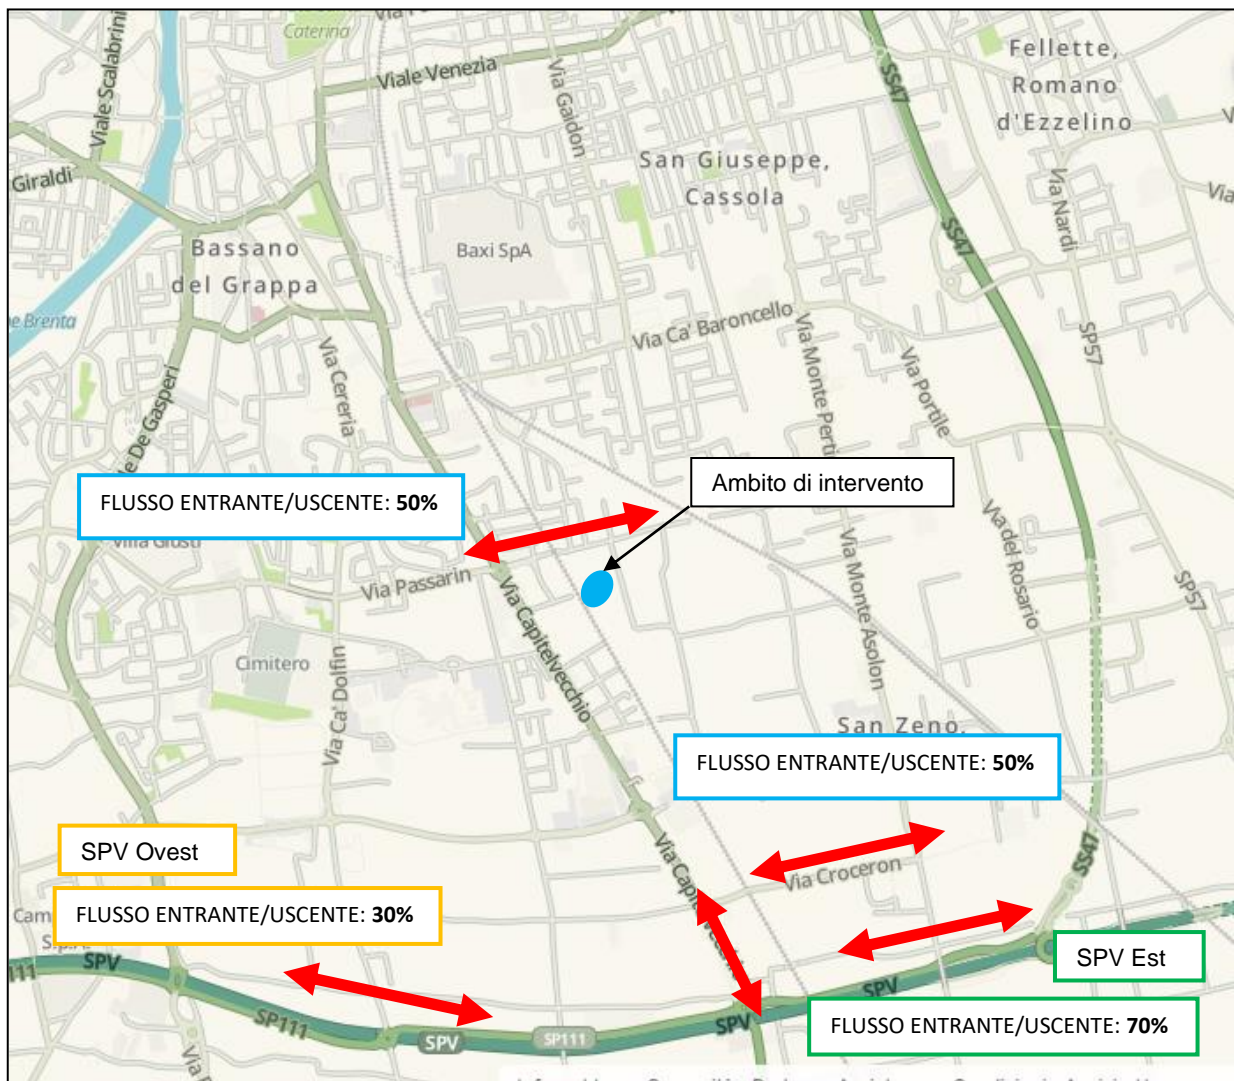 Caterina
Viale Scalabrini
Viale Venezia
Via Gaidon
SS47
Fellette,
Romano
d'Ezzelino
San Giuseppe,
Cassola
Giraldi
Via Nardi
SS47
Bassano
del Grappa
Baxi SpA
Brenta
Via Ca' Baroncello
SP57
Via Cereria
Via Monte Perti
Via Portile
De Gasperi
Ambito di intervento
FLUSSO ENTRANTE/USCENTE: 50%
Via del Rosario
Via Passarin
Via Monte Asolon
SP57
Via Capitelvecchio
Cimitero
Via Ca' Dolfin
San Zeno,
FLUSSO ENTRANTE/USCENTE: 50%
SPV Ovest
SS47
Via Croceron
FLUSSO ENTRANTE/USCENTE: 30%
S.p.A.
SPV Est
SPV
SPV
SP111
SPV
SP111
SPV
FLUSSO ENTRANTE/USCENTE: 70%